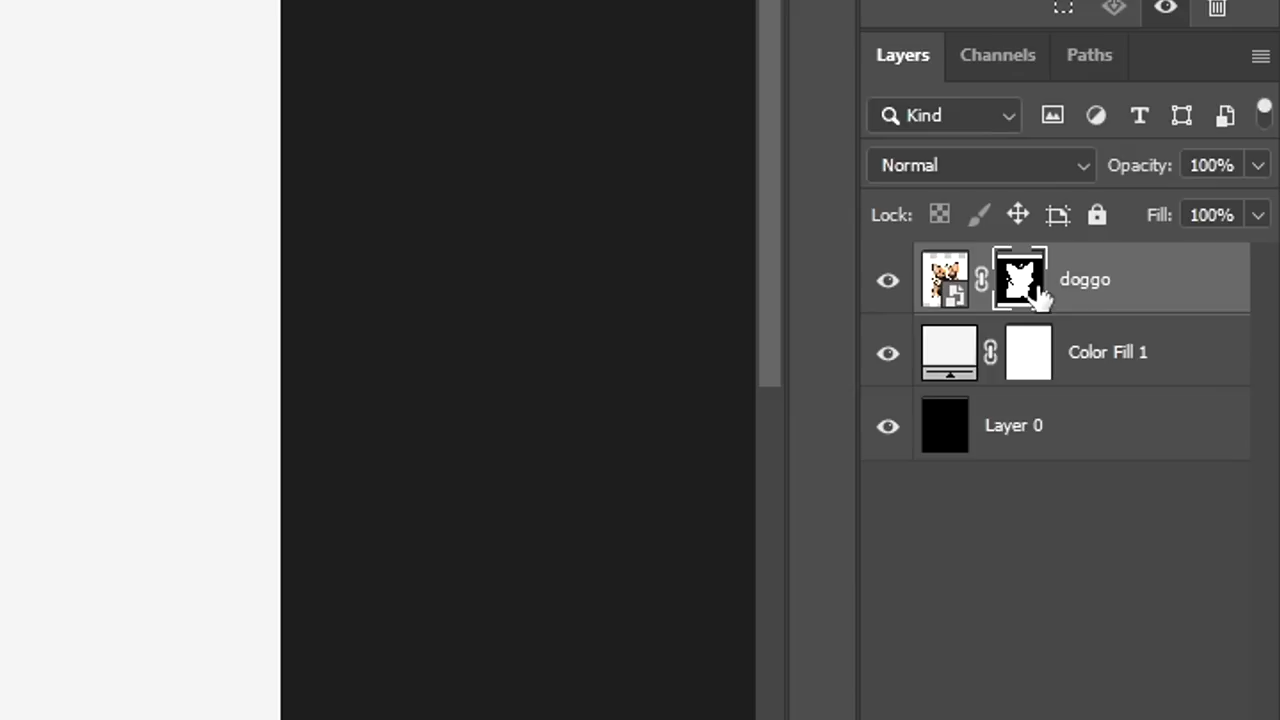 Layers Channels Paths
Kind T
Normal Opacity: 100%
Lock: Fill: 100%
doggo
Color Fill 1
Layer 0